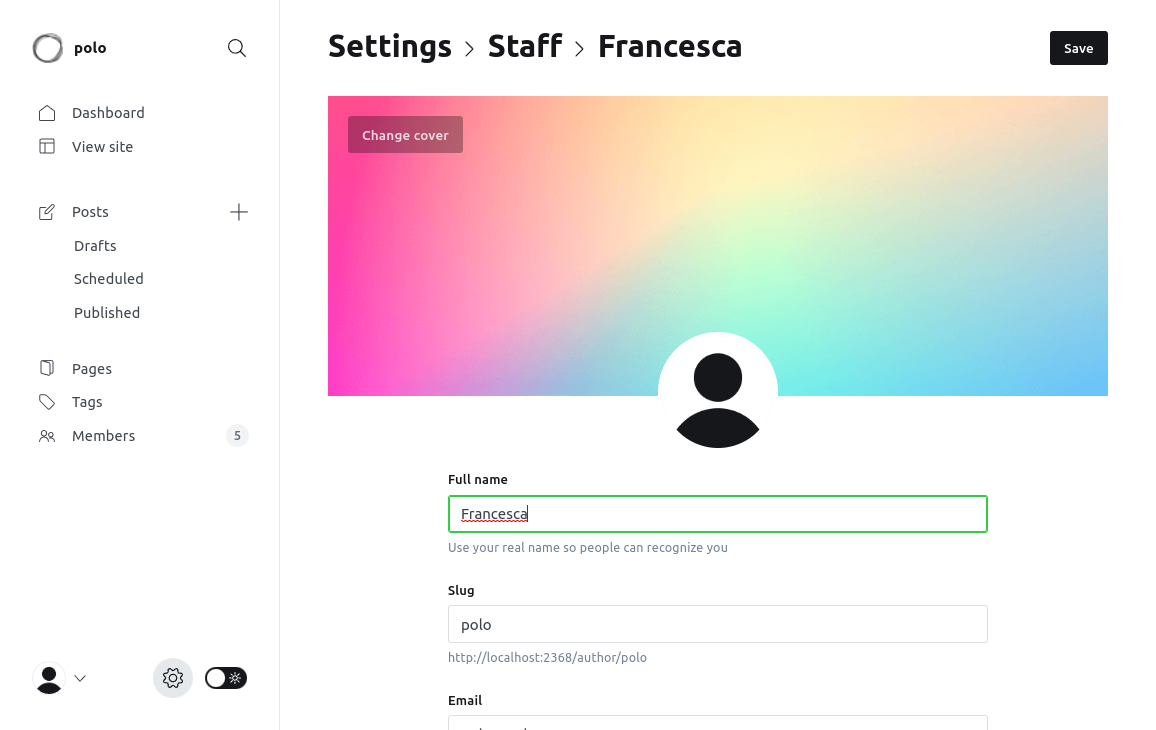 polo
Settings > Staff > Francesca
Save
Dashboard
View site
Change cover
Posts
Drafts
Scheduled
Published
Pages
Tags
Members
5
Full name
Francesca
Use your real name so people can recognize you
Slug
polo
http://localhost:2368/author/polo
Email